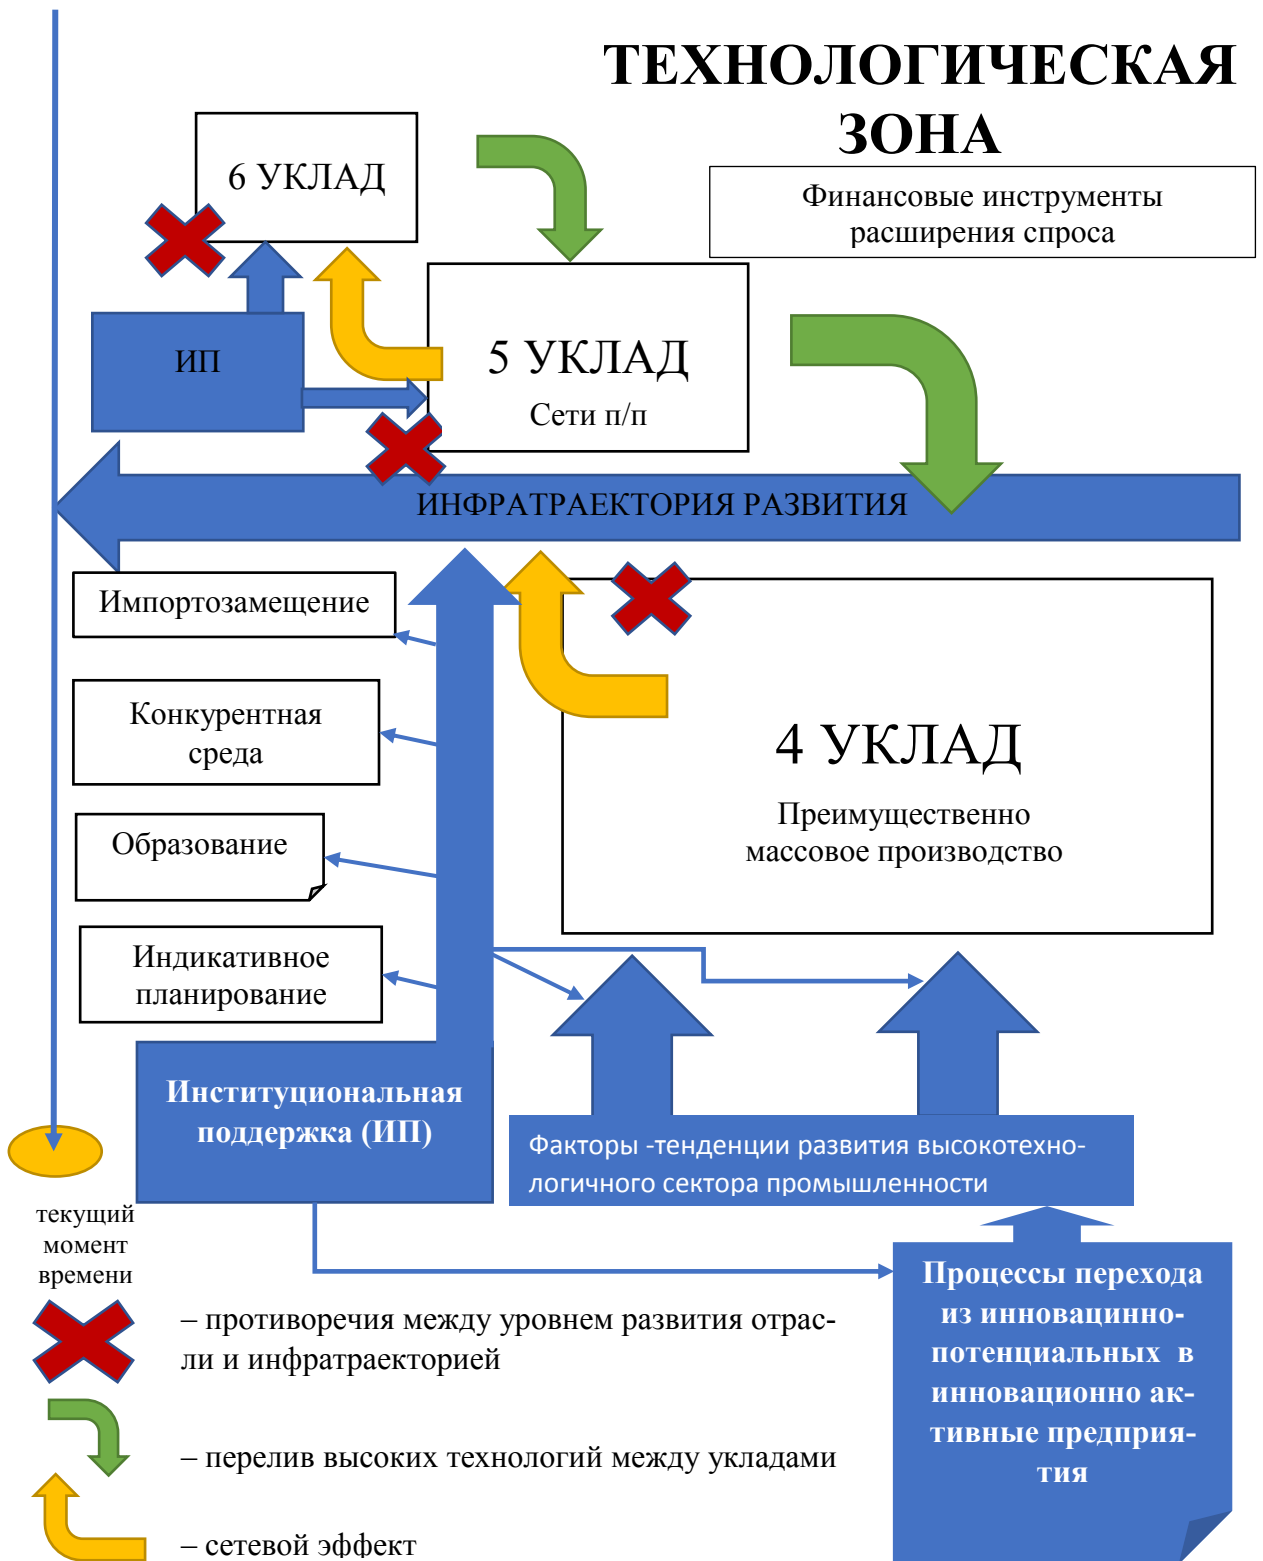 ТЕХНОЛОГИЧЕСКАЯ
ЗОНА
6 УКЛАД
Финансовые инструменты
расширения спроса
ИП
5 УКЛАД
Сети п/п
ИНФРАТРАЕКТОРИЯ РАЗВИТИЯ
Импортозамещение
Конкурентная
среда
4 УКЛАД
Преимущественно
массовое производство
Образование
Индикативное
планирование
Институциональная
поддержка (ИП)
Факторы -тенденции развития высокотехно-
логичного сектора промышленности
текущий
момент
времени
Процессы перехода
из инновацинно-
потенциальных в
инновационно ак-
тивные предприя-
тия
– противоречия между уровнем развития отрас-
ли и инфратраекторией
– перелив высоких технологий между укладами
– сетевой эффект